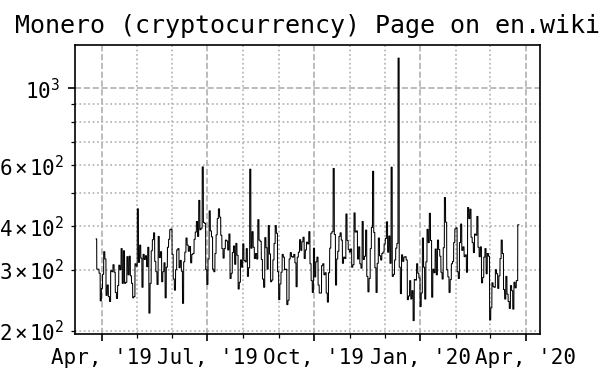 Monero (cryptocurrency) Page on en.wiki
10³
6×10²
4×10²
3×10²
2×10²
Apr, '19 Jul, '19 Oct, '19 Jan, '20 Apr, '20